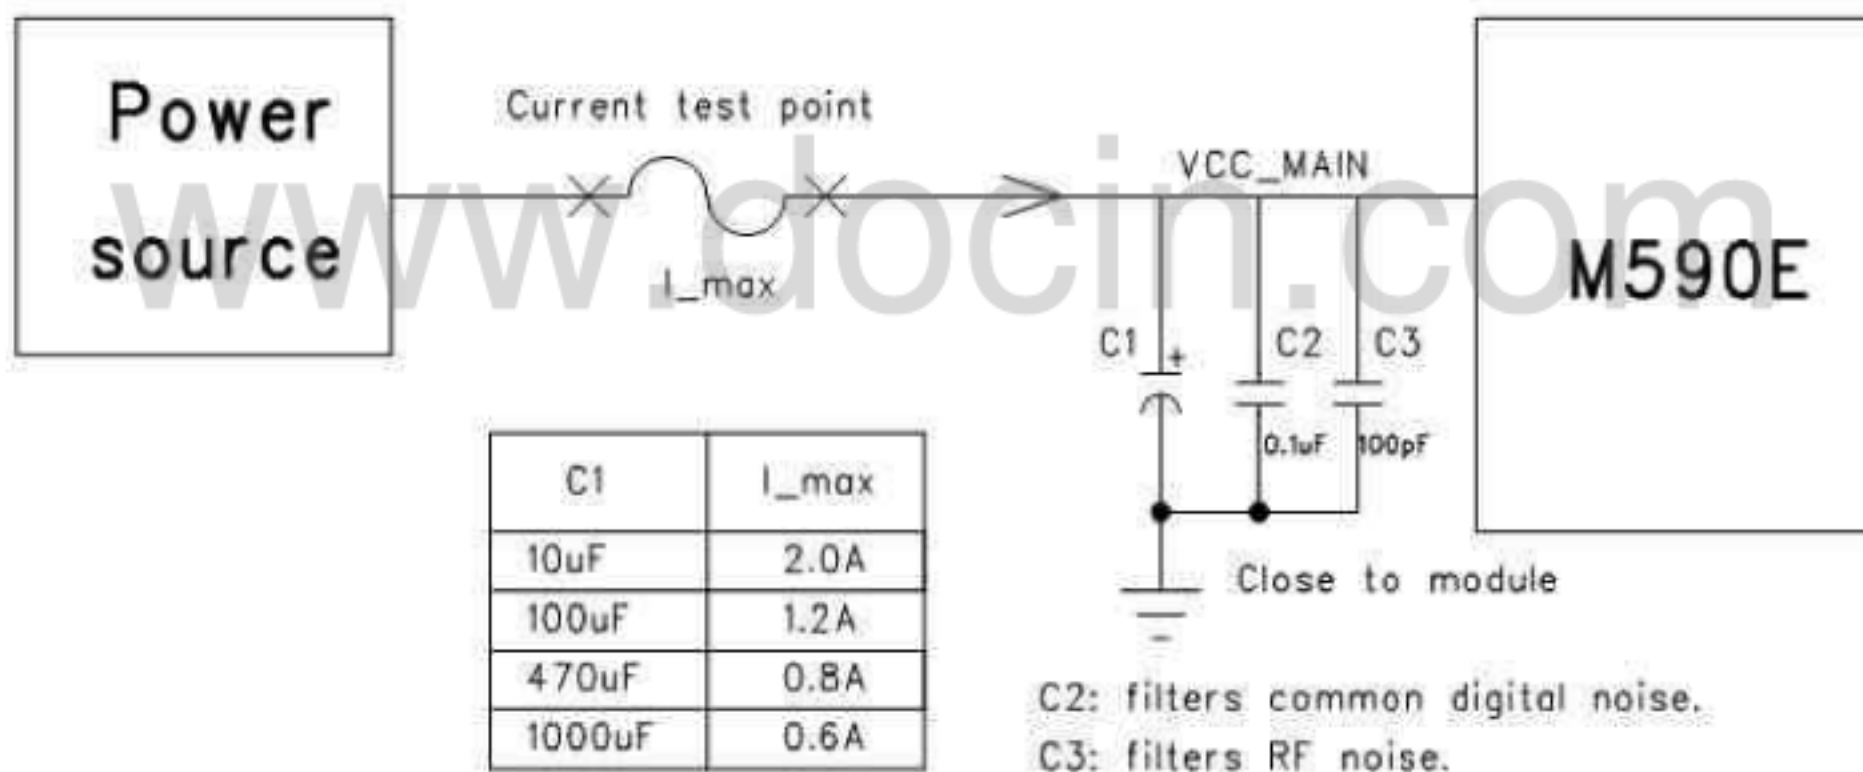 Power
source
Current test point
I_max
VCC_MAIN
M590E
www.docin.com
C1
+
C2
C3
0.1uF
100pF
Close to module
C1 I_max
10uF 2.0A
100uF 1.2A
470uF 0.8A
1000uF 0.6A
C2: filters common digital noise.
C3: filters RF noise.